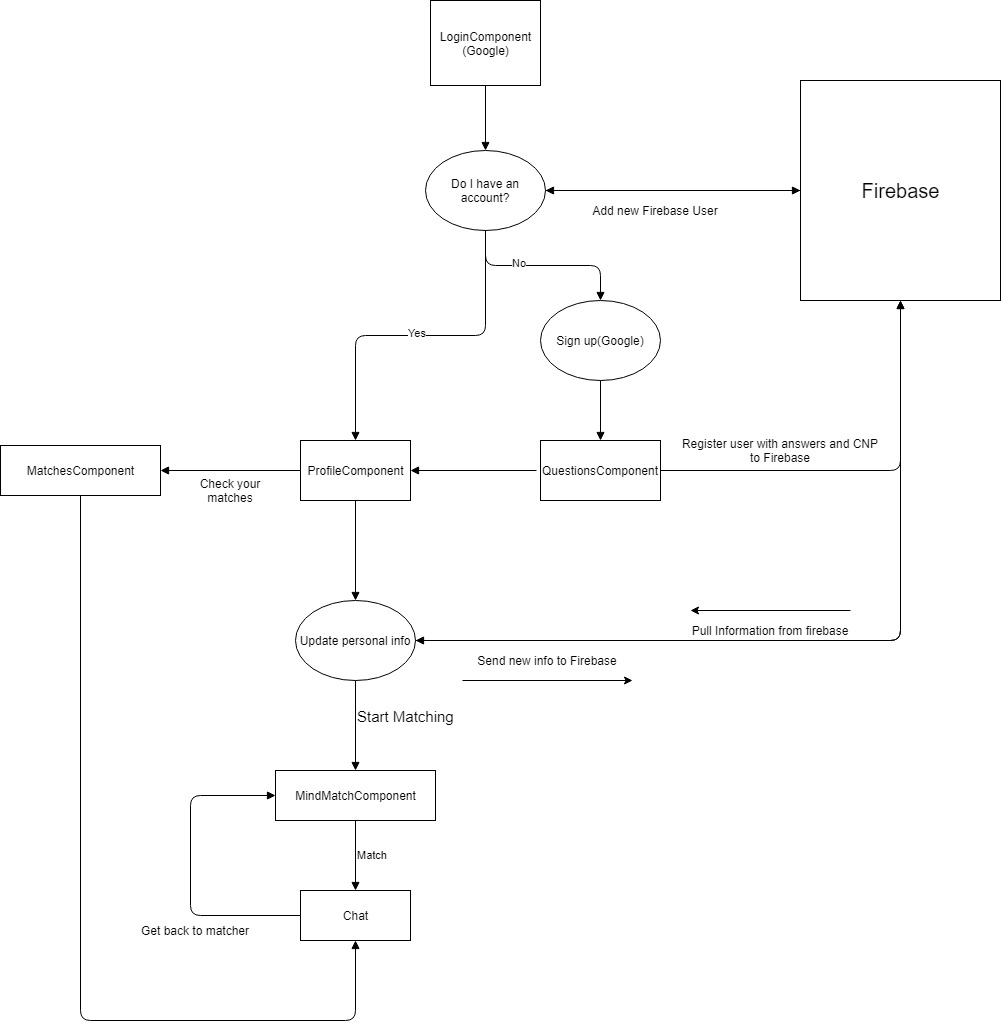 LoginComponent
(Google)
Do I have an
account?
Add new Firebase User
Firebase
No
Yes
Sign up(Google)
MatchesComponent
Check your
matches
ProfileComponent
QuestionsComponent
Register user with answers and CNP
to Firebase
Update personal info
Pull Information from firebase
Send new info to Firebase
Start Matching
MindMatchComponent
Match
Chat
Get back to matcher